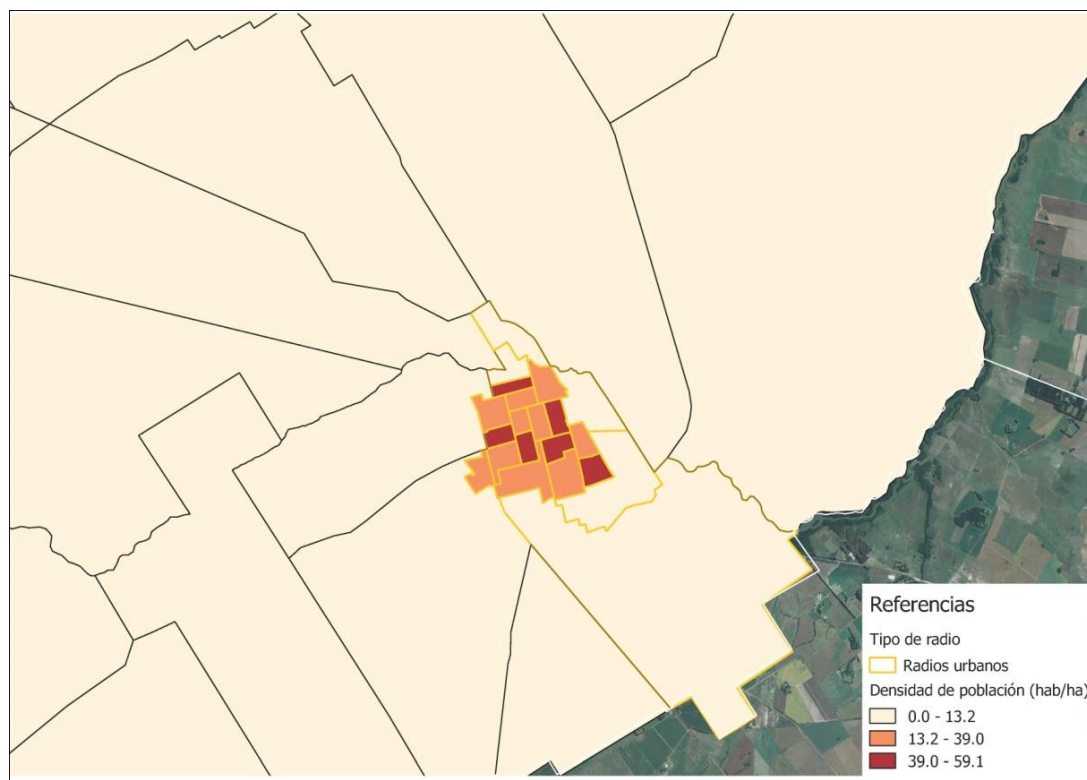 Referencias
Tipo de radio
Radios urbanos
Densidad de población (hab/ha)
0.0 - 13.2
13.2 - 39.0
39.0 - 59.1